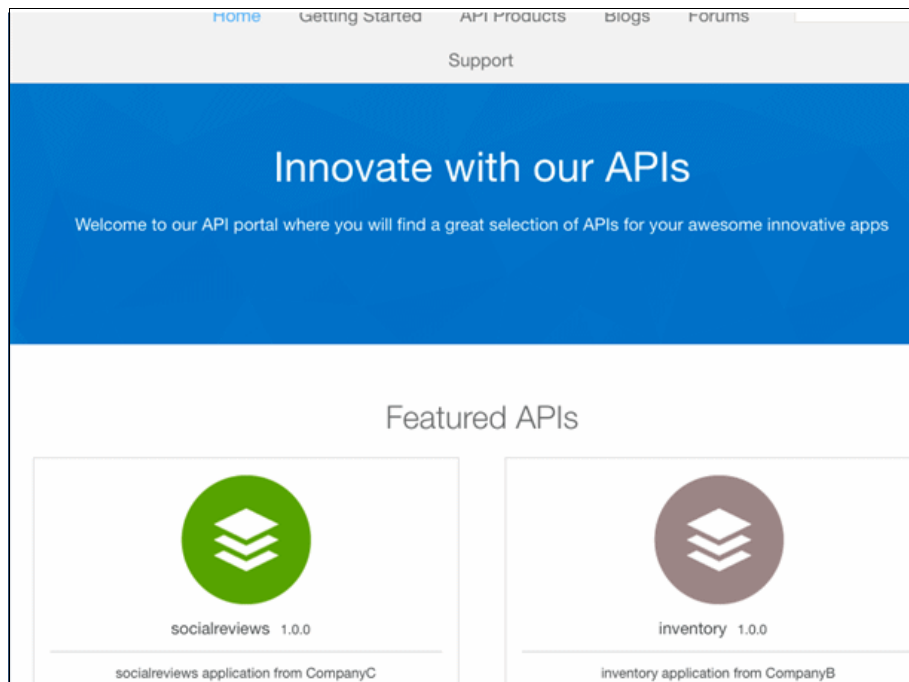 Home Getting Started API Products Blogs Forums
Support
Innovate with our APIs
Welcome to our API portal where you will find a great selection of APIs for your awesome innovative apps
Featured APIs
socialreviews 1.0.0
inventory 1.0.0
socialreviews application from CompanyC
inventory application from CompanyB